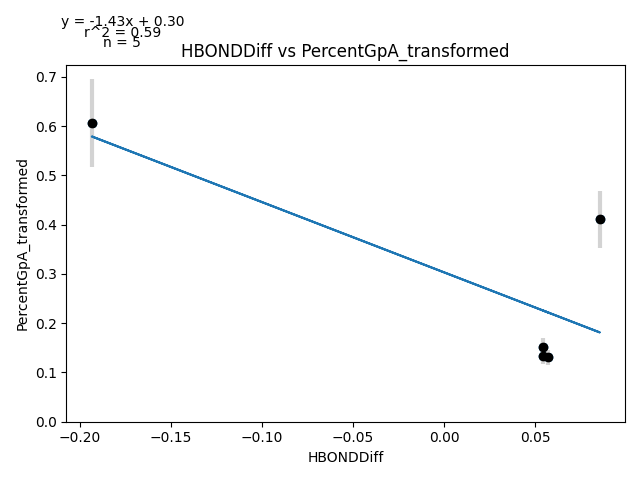 y = -1.43x + 0.30
r^2 = 0.59
n = 5
HBONDDiff vs PercentGpA_transformed
PercentGpA_transformed
0.7
0.6
0.5
0.4
0.3
0.2
0.1
0.0
−0.20 −0.15 −0.10 −0.05 0.00 0.05
HBONDDiff